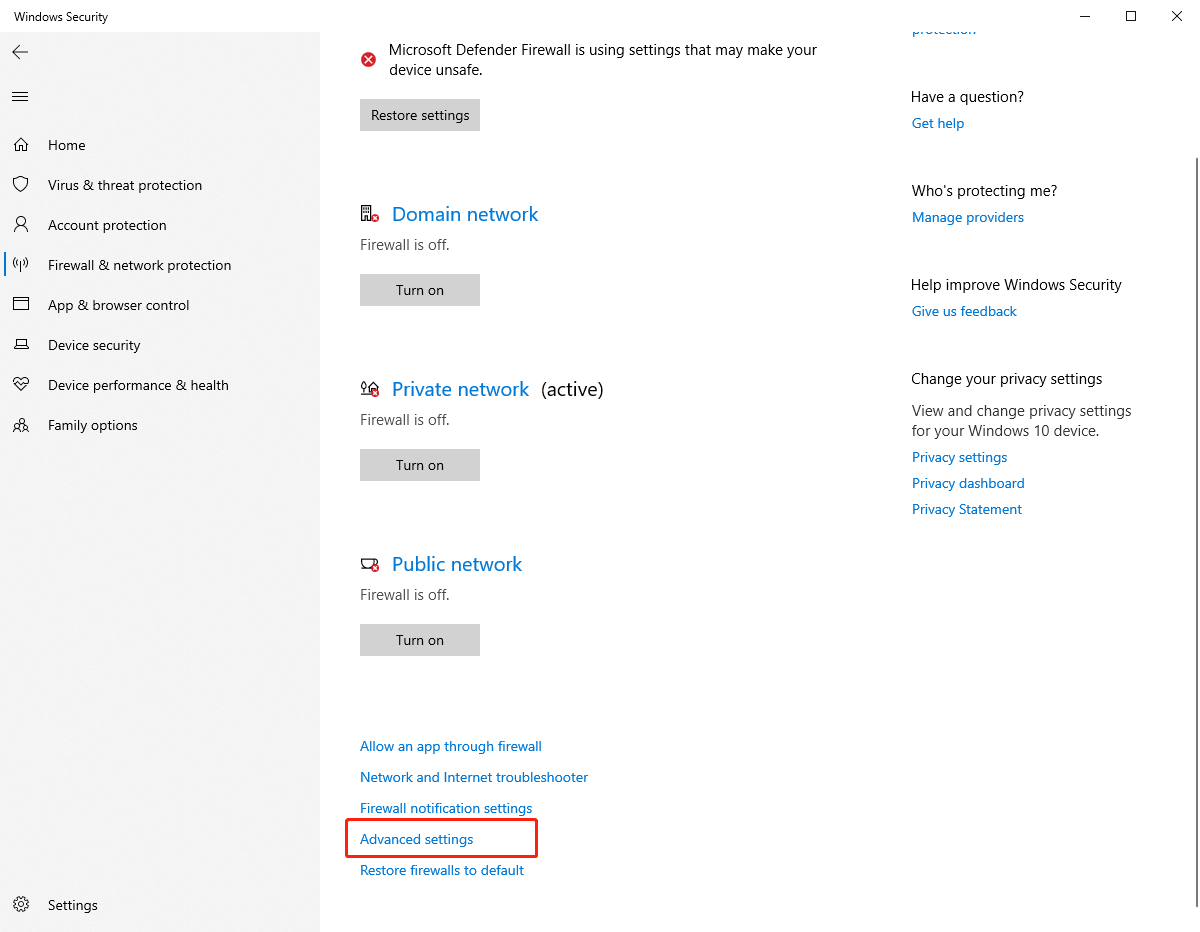 Windows Security
Home
Virus & threat protection
Account protection
Firewall & network protection
App & browser control
Device security
Device performance & health
Family options
Settings
Microsoft Defender Firewall is using settings that may make your
device unsafe.
Restore settings
Domain network
Firewall is off.
Turn on
Private network (active)
Firewall is off.
Turn on
Public network
Firewall is off.
Turn on
Allow an app through firewall
Network and Internet troubleshooter
Firewall notification settings
Advanced settings
Restore firewalls to default
protection
Have a question?
Get help
Who's protecting me?
Manage providers
Help improve Windows Security
Give us feedback
Change your privacy settings
View and change privacy settings
for your Windows 10 device.
Privacy settings
Privacy dashboard
Privacy Statement